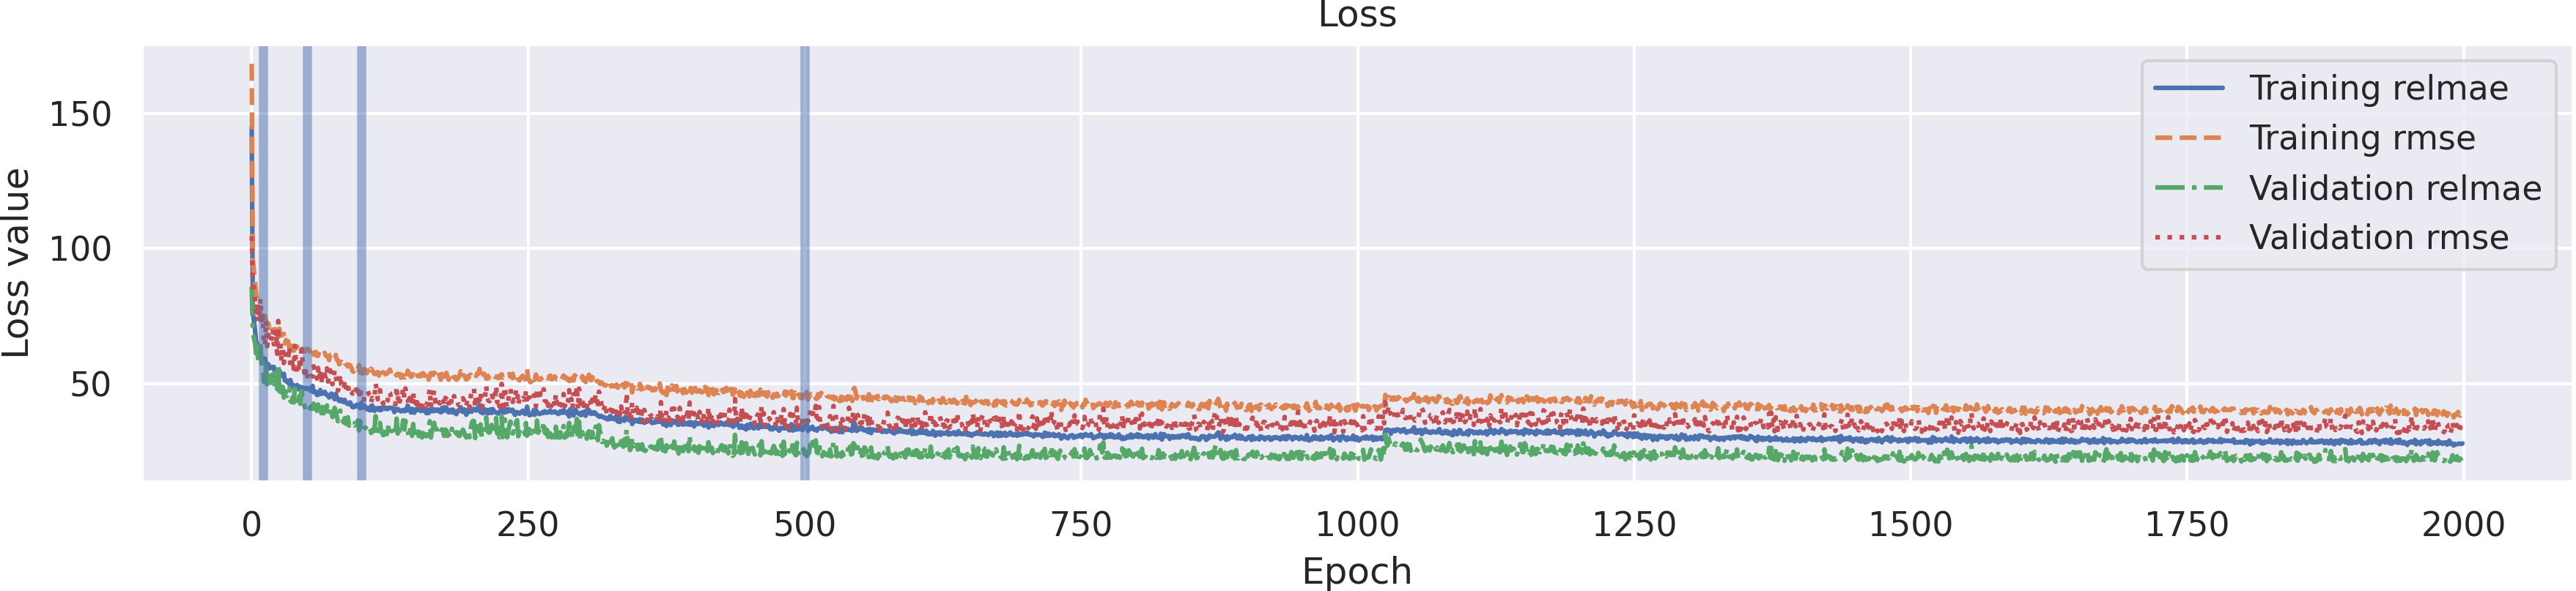 Loss
Loss value
150
100
50
Training relmae
Training rmse
Validation relmae
Validation rmse
0 250 500 750 1000 1250 1500 1750 2000
Epoch